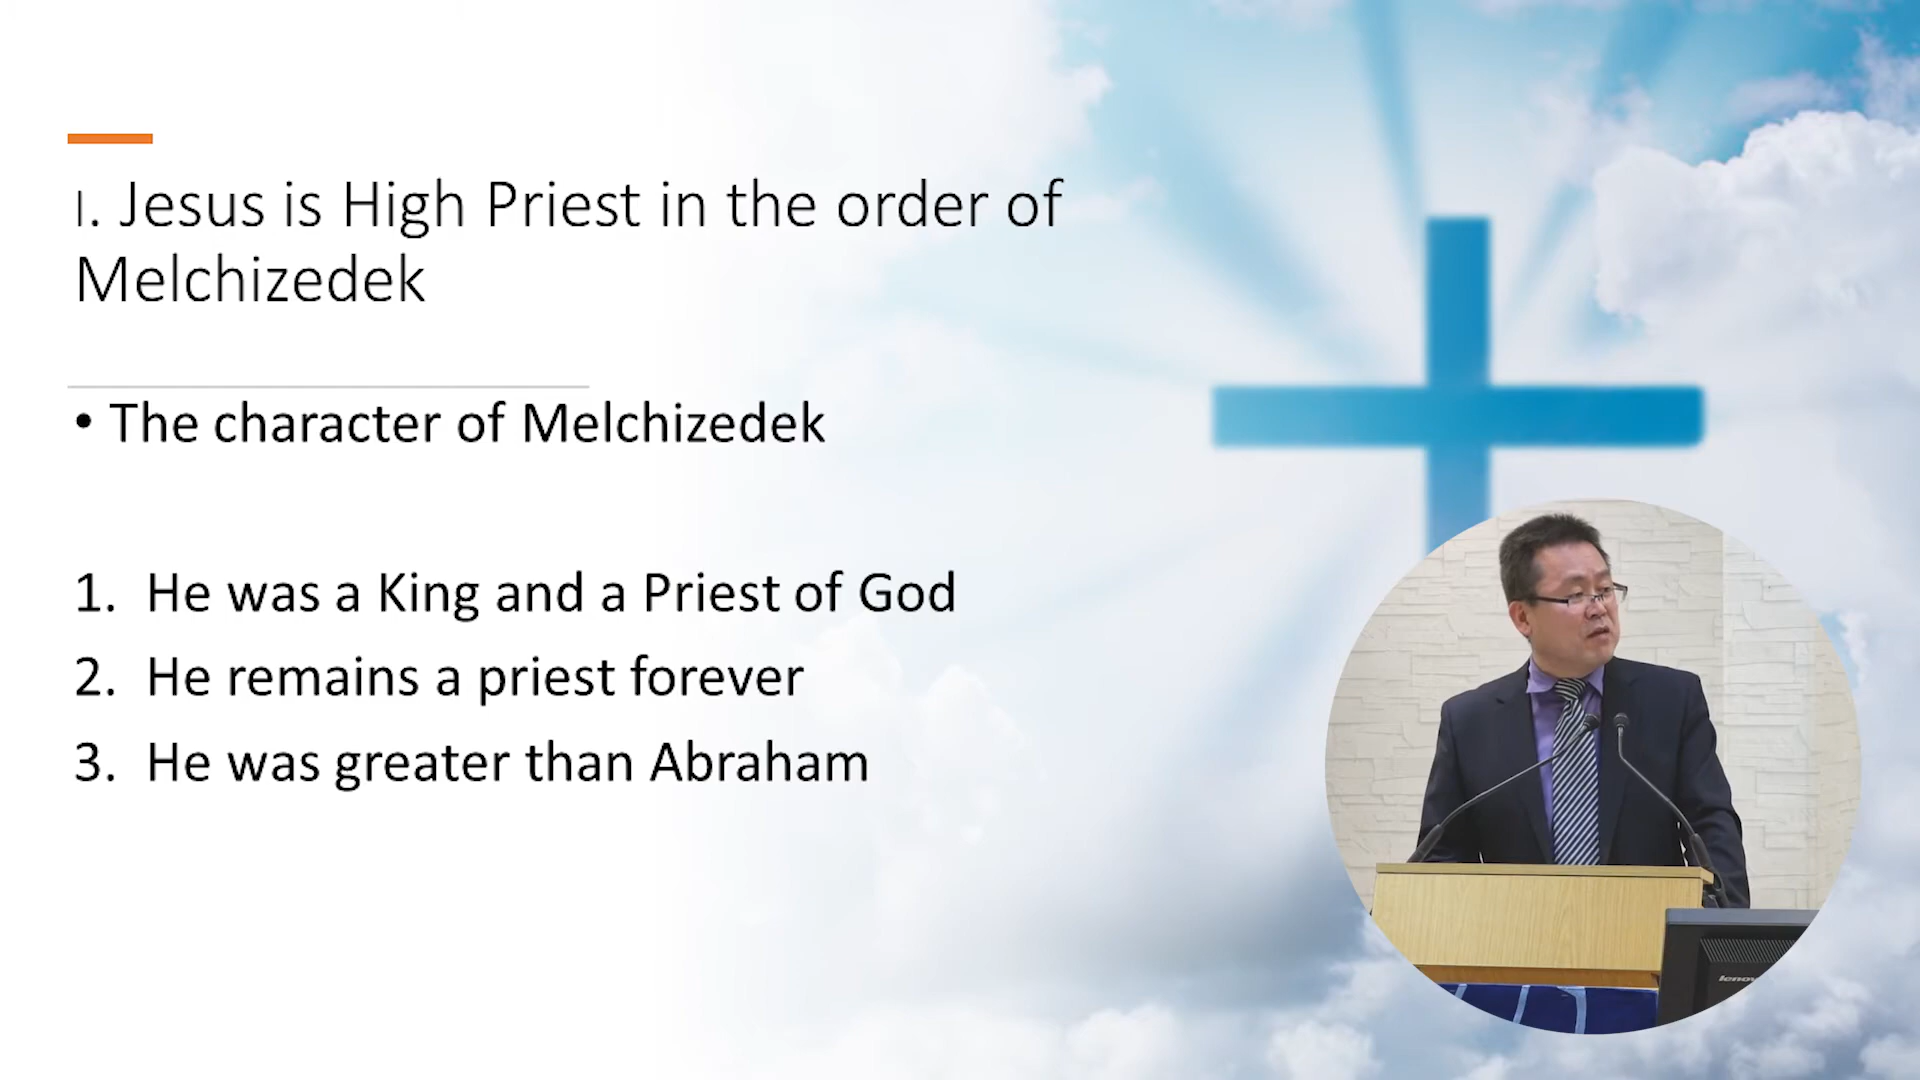 I. Jesus is High Priest in the order of
Melchizedek
• The character of Melchizedek
1. He was a King and a Priest of God
2. He remains a priest forever
3. He was greater than Abraham
lenovo